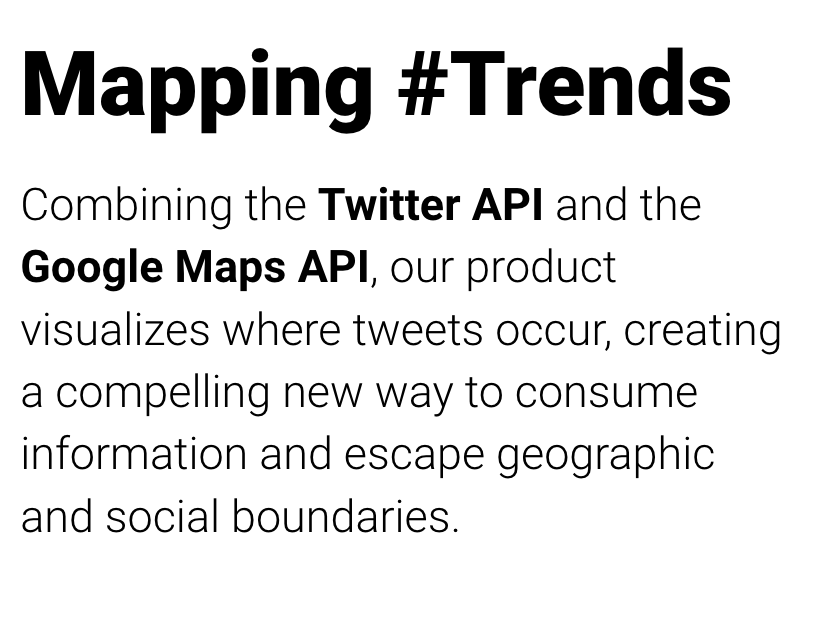 Mapping #Trends
Combining the Twitter API and the
Google Maps API, our product
visualizes where tweets occur, creating
a compelling new way to consume
information and escape geographic
and social boundaries.